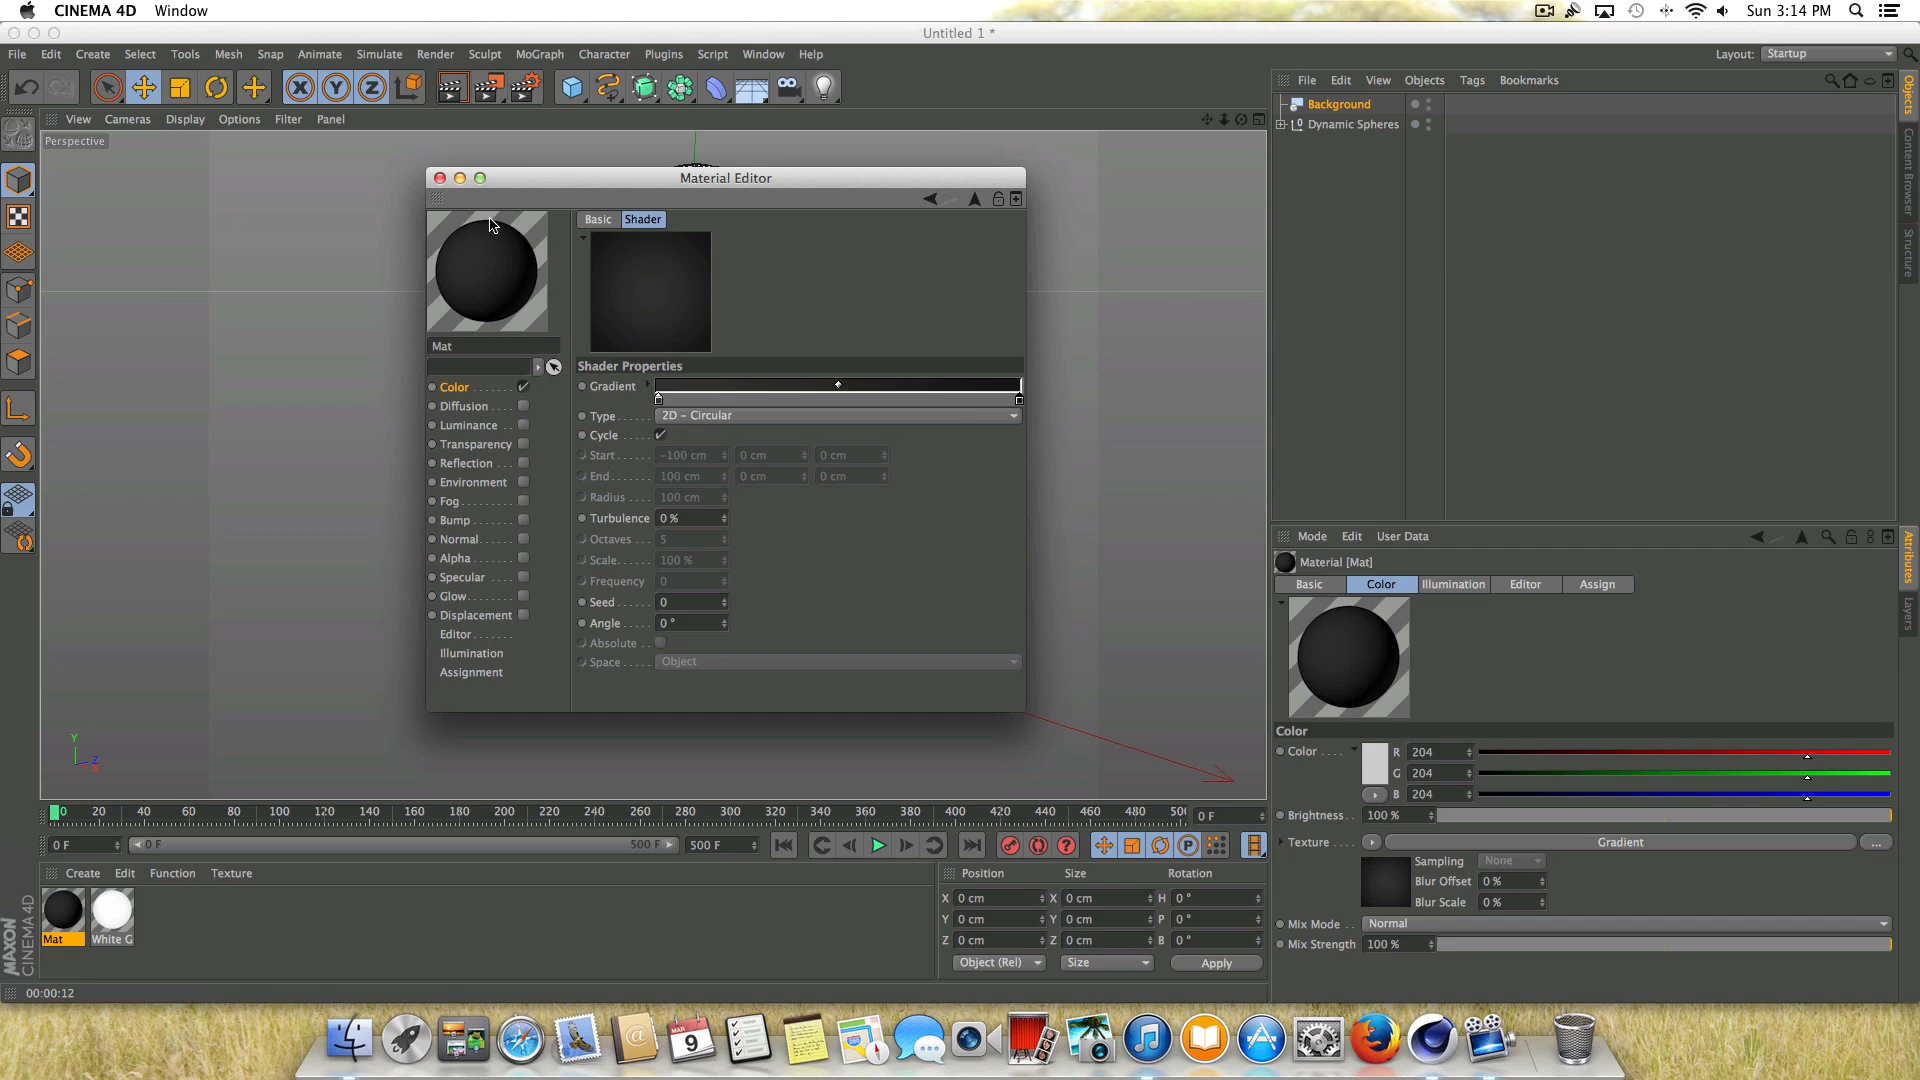 CINEMA 4D Window
Sun 3:14 PM
Untitled 1 *
File Edit Create Select Tools Mesh Snap Animate Simulate Render Sculpt MoGraph Character Plugins Script Window Help
Layout: Startup
X Y Z
File Edit View Objects Tags Bookmarks
Background
Dynamic Spheres
Objects
Content Browser
Structure
View Cameras Display Options Filter Panel
Perspective
Material Editor
Basic Shader
Mat
Shader Properties
Gradient
Type 2D - Circular
Cycle
Start -100 cm 0 cm 0 cm
End 100 cm 0 cm 0 cm
Radius 100 cm
Turbulence 0 %
Octaves 5
Scale 100 %
Frequency 0
Seed 0
Angle 0 °
Absolute
Space Object
Color
Diffusion
Luminance
Transparency
Reflection
Environment
Fog
Bump
Normal
Alpha
Specular
Glow
Displacement
Editor
Illumination
Assignment
Y
Z
X
Mode Edit User Data
Attributes
Layers
Material [Mat]
Basic Color Illumination Editor Assign
Color
Color R 204
G 204
B 204
Brightness 100 %
Texture Gradient ...
Sampling None
Blur Offset 0 %
Blur Scale 0 %
Mix Mode Normal
Mix Strength 100 %
0 20 40 60 80 100 120 140 160 180 200 220 240 260 280 300 320 340 360 380 400 420 440 460 480 50 0 F
0 F 0 F 500 F 500 F
P
Create Edit Function Texture
Mat White G
Position Size Rotation
X 0 cm X 0 cm H 0 °
Y 0 cm Y 0 cm P 0 °
Z 0 cm Z 0 cm B 0 °
Object (Rel) Size Apply
MAXON
CINEMA 4D
00:00:12
MAR
9